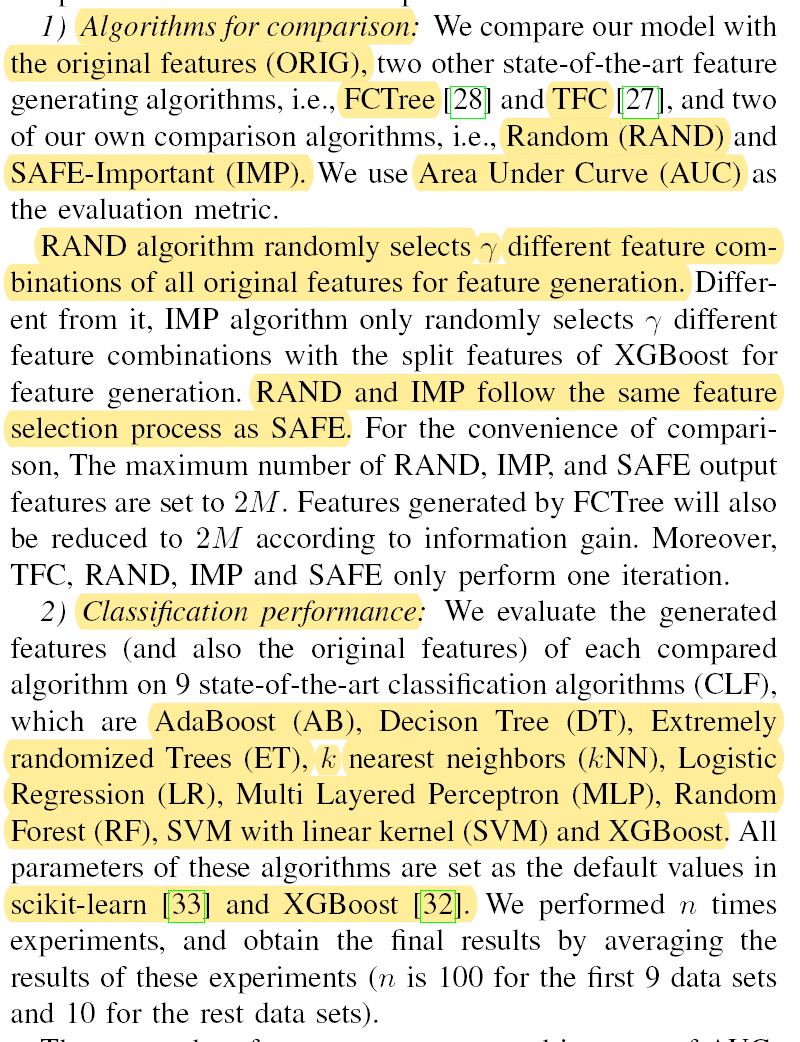 1) Algorithms for comparison: We compare our model with
the original features (ORIG), two other state-of-the-art feature
generating algorithms, i.e., FCTree [28] and TFC [27], and two
of our own comparison algorithms, i.e., Random (RAND) and
SAFE-Important (IMP). We use Area Under Curve (AUC) as
the evaluation metric.
RAND algorithm randomly selects γ different feature com-
binations of all original features for feature generation. Differ-
ent from it, IMP algorithm only randomly selects γ different
feature combinations with the split features of XGBoost for
feature generation. RAND and IMP follow the same feature
selection process as SAFE. For the convenience of compari-
son, The maximum number of RAND, IMP, and SAFE output
features are set to 2M. Features generated by FCTree will also
be reduced to 2M according to information gain. Moreover,
TFC, RAND, IMP and SAFE only perform one iteration.
2) Classification performance: We evaluate the generated
features (and also the original features) of each compared
algorithm on 9 state-of-the-art classification algorithms (CLF),
which are AdaBoost (AB), Decison Tree (DT), Extremely
randomized Trees (ET), k nearest neighbors (kNN), Logistic
Regression (LR), Multi Layered Perceptron (MLP), Random
Forest (RF), SVM with linear kernel (SVM) and XGBoost. All
parameters of these algorithms are set as the default values in
scikit-learn [33] and XGBoost [32]. We performed n times
experiments, and obtain the final results by averaging the
results of these experiments (n is 100 for the first 9 data sets
and 10 for the rest data sets).